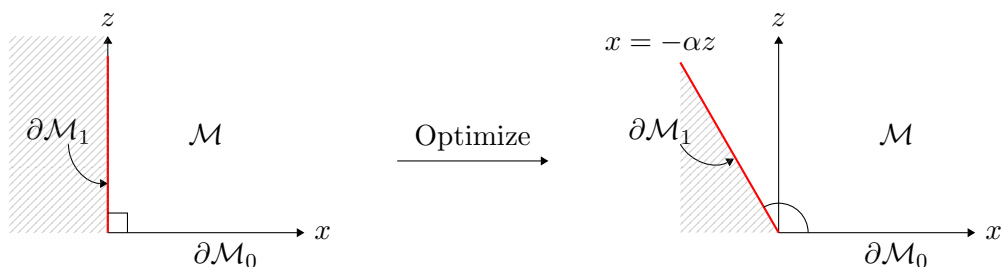 z
∂ℳ₁
ℳ
x
∂ℳ₀
Optimize
x = −αz
z
∂ℳ₁
ℳ
x
∂ℳ₀